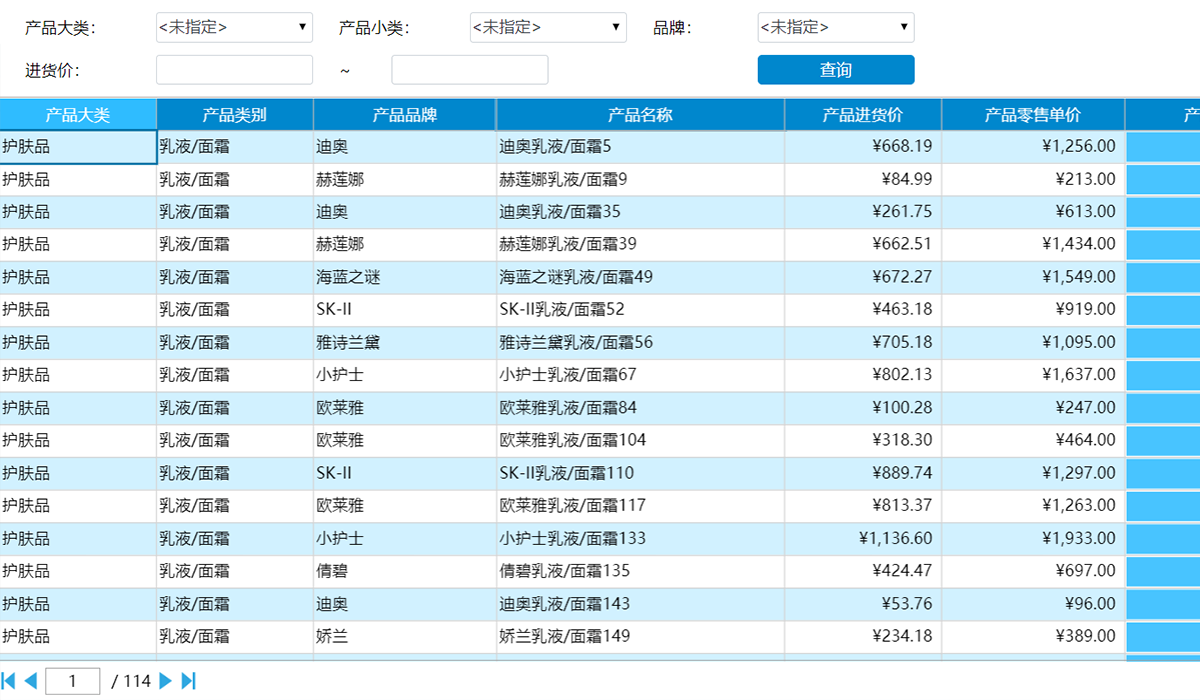 产品大类： <未指定> 产品小类： <未指定> 品牌： <未指定>
进货价： ~ 查询
产品大类 产品类别 产品品牌 产品名称 产品进货价 产品零售单价 产
护肤品 乳液/面霜 迪奥 迪奥乳液/面霜5 ¥668.19 ¥1,256.00
护肤品 乳液/面霜 赫莲娜 赫莲娜乳液/面霜9 ¥84.99 ¥213.00
护肤品 乳液/面霜 迪奥 迪奥乳液/面霜35 ¥261.75 ¥613.00
护肤品 乳液/面霜 赫莲娜 赫莲娜乳液/面霜39 ¥662.51 ¥1,434.00
护肤品 乳液/面霜 海蓝之谜 海蓝之谜乳液/面霜49 ¥672.27 ¥1,549.00
护肤品 乳液/面霜 SK-II SK-II乳液/面霜52 ¥463.18 ¥919.00
护肤品 乳液/面霜 雅诗兰黛 雅诗兰黛乳液/面霜56 ¥705.18 ¥1,095.00
护肤品 乳液/面霜 小护士 小护士乳液/面霜67 ¥802.13 ¥1,637.00
护肤品 乳液/面霜 欧莱雅 欧莱雅乳液/面霜84 ¥100.28 ¥247.00
护肤品 乳液/面霜 欧莱雅 欧莱雅乳液/面霜104 ¥318.30 ¥464.00
护肤品 乳液/面霜 SK-II SK-II乳液/面霜110 ¥889.74 ¥1,297.00
护肤品 乳液/面霜 欧莱雅 欧莱雅乳液/面霜117 ¥813.37 ¥1,263.00
护肤品 乳液/面霜 小护士 小护士乳液/面霜133 ¥1,136.60 ¥1,933.00
护肤品 乳液/面霜 倩碧 倩碧乳液/面霜135 ¥424.47 ¥697.00
护肤品 乳液/面霜 迪奥 迪奥乳液/面霜143 ¥53.76 ¥96.00
护肤品 乳液/面霜 娇兰 娇兰乳液/面霜149 ¥234.18 ¥389.00
1 / 114